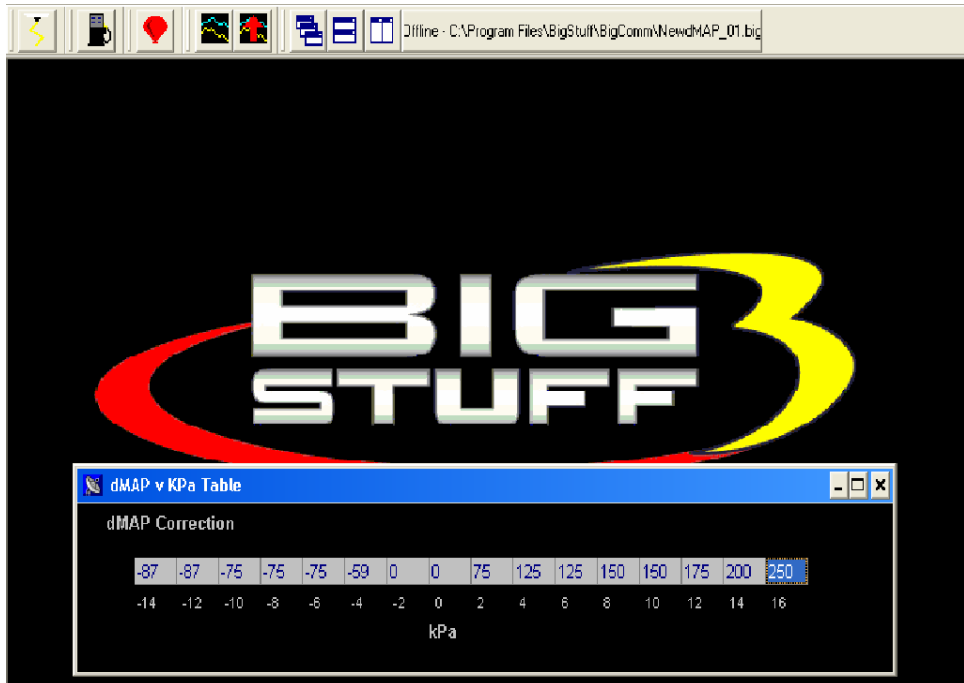 Offline - C:\Program Files\BigStuff\BigComm\NewdMAP_01.big
BIG 3
STUFF
dMAP v KPa Table
dMAP Correction
-87 -87 -75 -75 -75 -59 0 0 75 125 125 150 150 175 200 250
-14 -12 -10 -8 -6 -4 -2 0 2 4 6 8 10 12 14 16
kPa